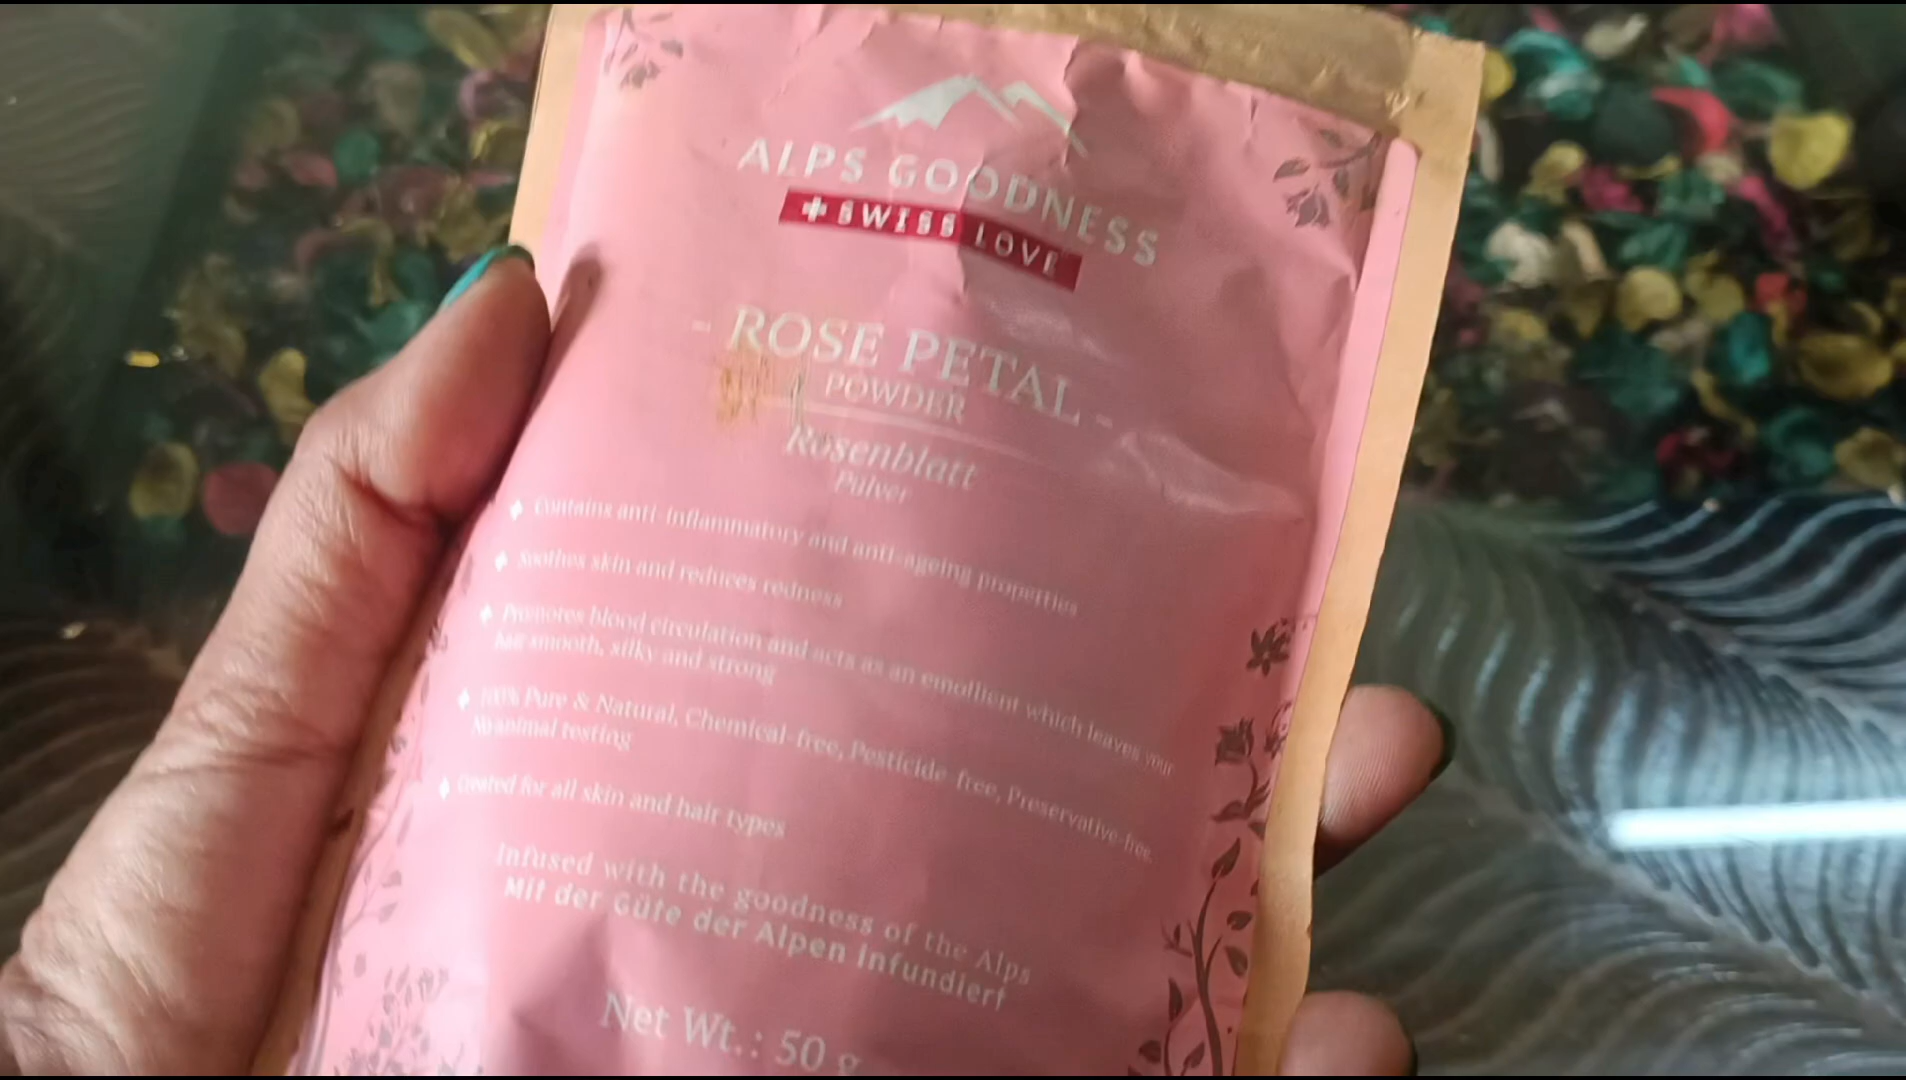 ALPS GOODNESS
+ SWISS LOVE
- ROSE PETAL -
POWDER
Rosenblatt
Pulver
Contains anti-inflammatory and anti-ageing properties
Soothes skin and reduces redness
Promotes blood circulation and acts as an emollient which leaves your
hair smooth, silky and strong
100% Pure & Natural, Chemical-free, Pesticide-free, Preservative-free,
No animal testing
Created for all skin and hair types
Infused with the goodness of the Alps
Mit der Güte der Alpen infundiert
Net Wt.: 50 g